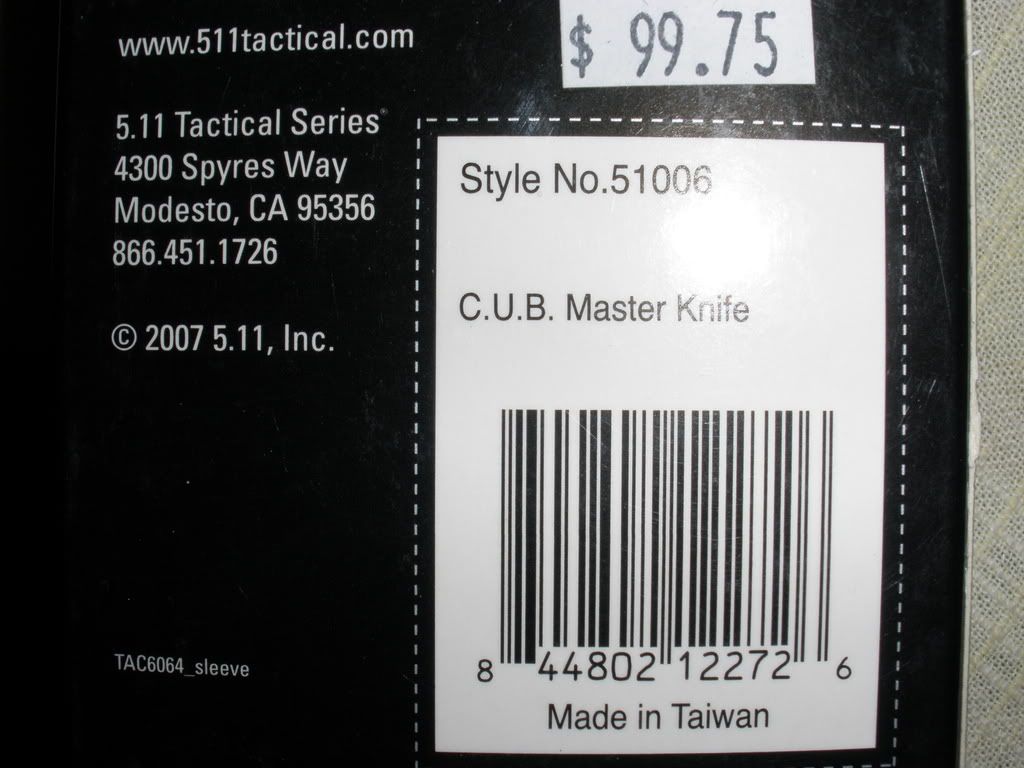 www.511tactical.com
$ 99.75
5.11 Tactical Series®
4300 Spyres Way
Modesto, CA 95356
866.451.1726
© 2007 5.11, Inc.
TAC6064_sleeve
Style No.51006
C.U.B. Master Knife
8 44802 12272 6
Made in Taiwan